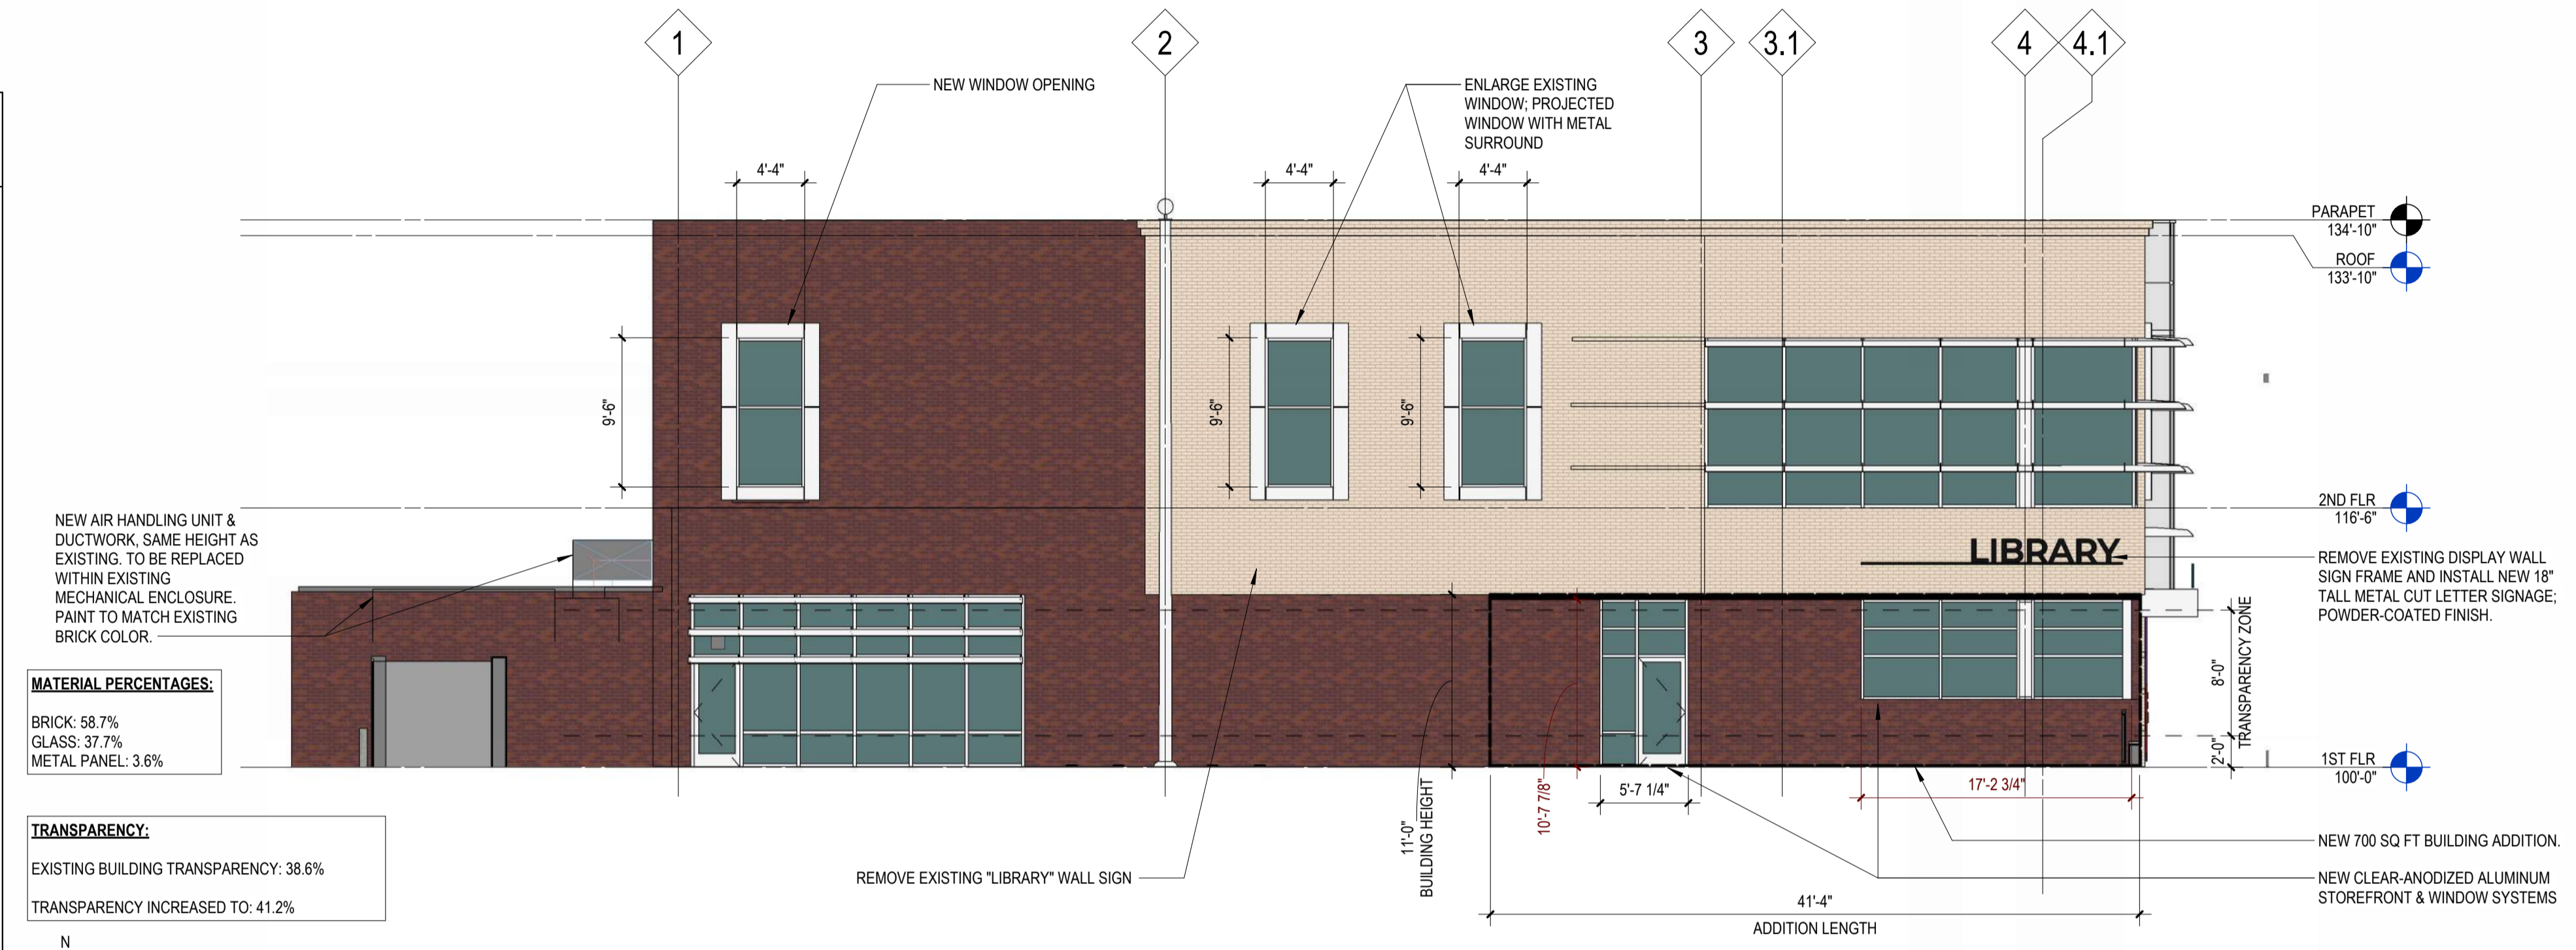 1
2
3
3.1
4
4.1
NEW WINDOW OPENING
ENLARGE EXISTING
WINDOW; PROJECTED
WINDOW WITH METAL
SURROUND
4'-4"
4'-4"
4'-4"
PARAPET
134'-10"
ROOF
133'-10"
9'-6"
9'-6"
9'-6"
2ND FLR
116'-6"
NEW AIR HANDLING UNIT &
DUCTWORK, SAME HEIGHT AS
EXISTING. TO BE REPLACED
WITHIN EXISTING
MECHANICAL ENCLOSURE.
PAINT TO MATCH EXISTING
BRICK COLOR.
LIBRARY
REMOVE EXISTING DISPLAY WALL
SIGN FRAME AND INSTALL NEW 18"
TALL METAL CUT LETTER SIGNAGE;
POWDER-COATED FINISH.
MATERIAL PERCENTAGES:
BRICK: 58.7%
GLASS: 37.7%
METAL PANEL: 3.6%
8'-0"
TRANSPARENCY ZONE
2'-0"
1ST FLR
100'-0"
5'-7 1/4"
17'-2 3/4"
11'-0"
BUILDING HEIGHT
10'-7 7/8"
TRANSPARENCY:
EXISTING BUILDING TRANSPARENCY: 38.6%
TRANSPARENCY INCREASED TO: 41.2%
REMOVE EXISTING "LIBRARY" WALL SIGN
NEW 700 SQ FT BUILDING ADDITION.
NEW CLEAR-ANODIZED ALUMINUM
STOREFRONT & WINDOW SYSTEMS
41'-4"
ADDITION LENGTH
N